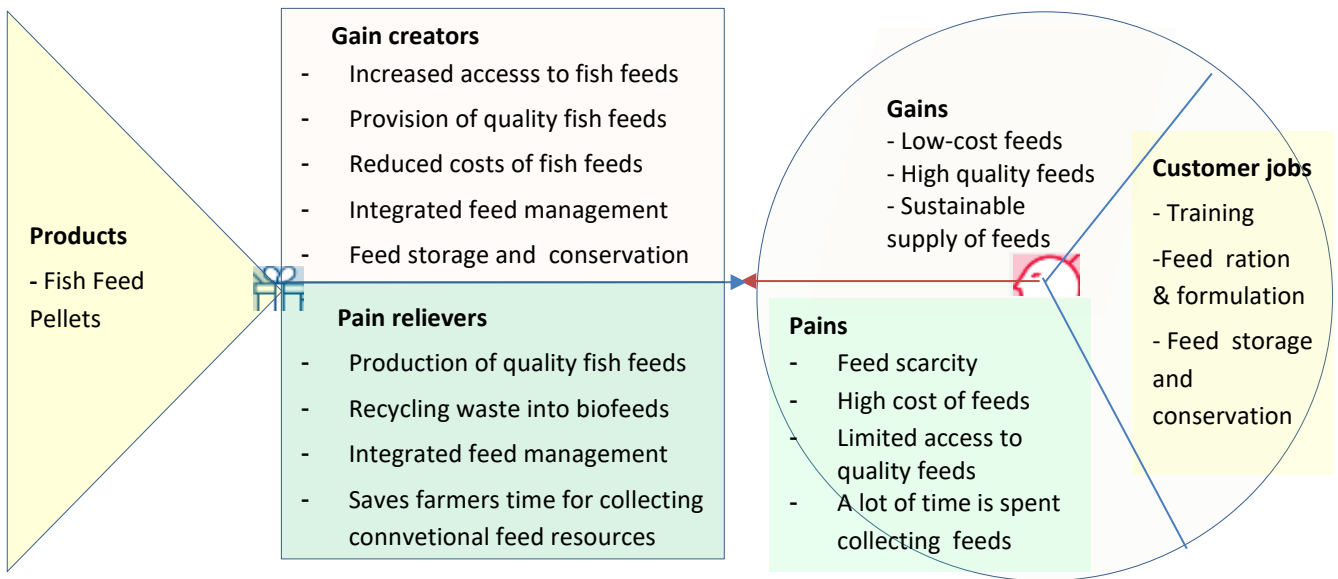 Products
- Fish Feed
Pellets
Gain creators
- Increased accesss to fish feeds
- Provision of quality fish feeds
- Reduced costs of fish feeds
- Integrated feed management
- Feed storage and conservation
Pain relievers
- Production of quality fish feeds
- Recycling waste into biofeeds
- Integrated feed management
- Saves farmers time for collecting
connvetional feed resources
Gains
- Low-cost feeds
- High quality feeds
- Sustainable
supply of feeds
Pains
- Feed scarcity
- High cost of feeds
- Limited access to
quality feeds
- A lot of time is spent
collecting feeds
Customer jobs
- Training
-Feed ration
& formulation
- Feed storage
and
conservation